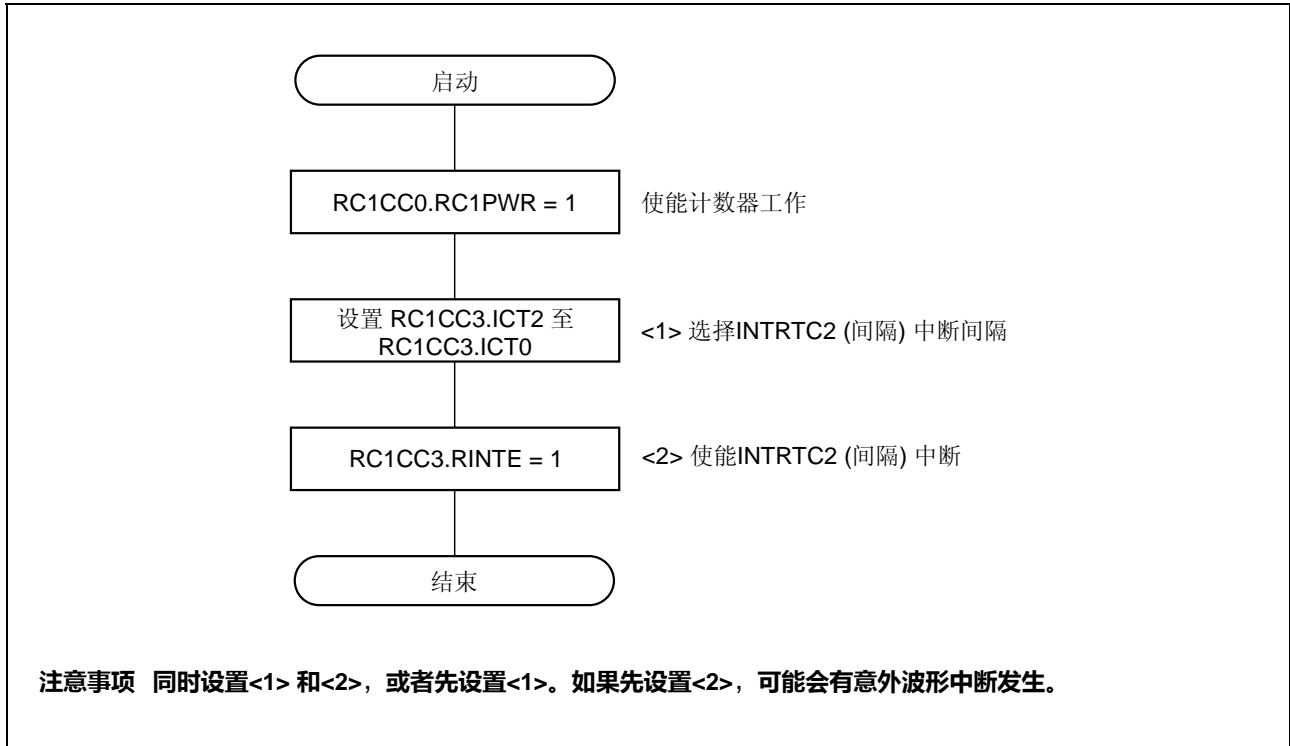 启动
RC1CC0.RC1PWR = 1
使能计数器工作
设置 RC1CC3.ICT2 至
RC1CC3.ICT0
<1> 选择INTRTC2 (间隔) 中断间隔
RC1CC3.RINTE = 1
<2> 使能INTRTC2 (间隔) 中断
结束
注意事项 同时设置<1> 和<2>，或者先设置<1>。如果先设置<2>，可能会有意外波形中断发生。